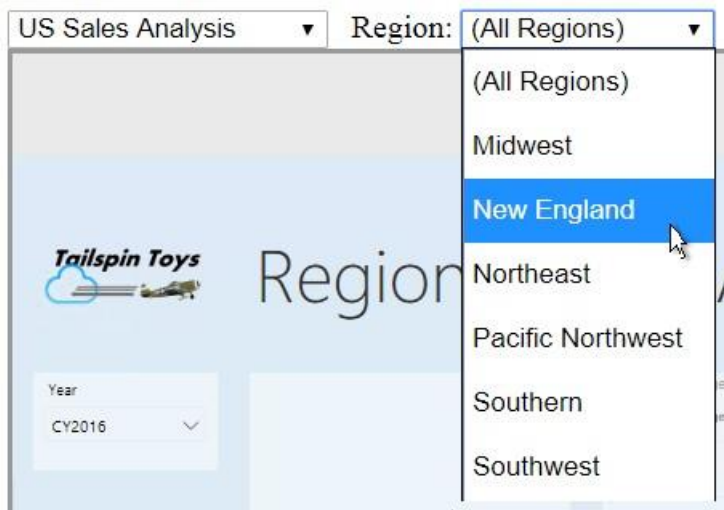 US Sales Analysis Region: (All Regions)
(All Regions)
Midwest
New England
Tailspin Toys
Region
Northeast
Pacific Northwest
Year
CY2016
Southern
Southwest